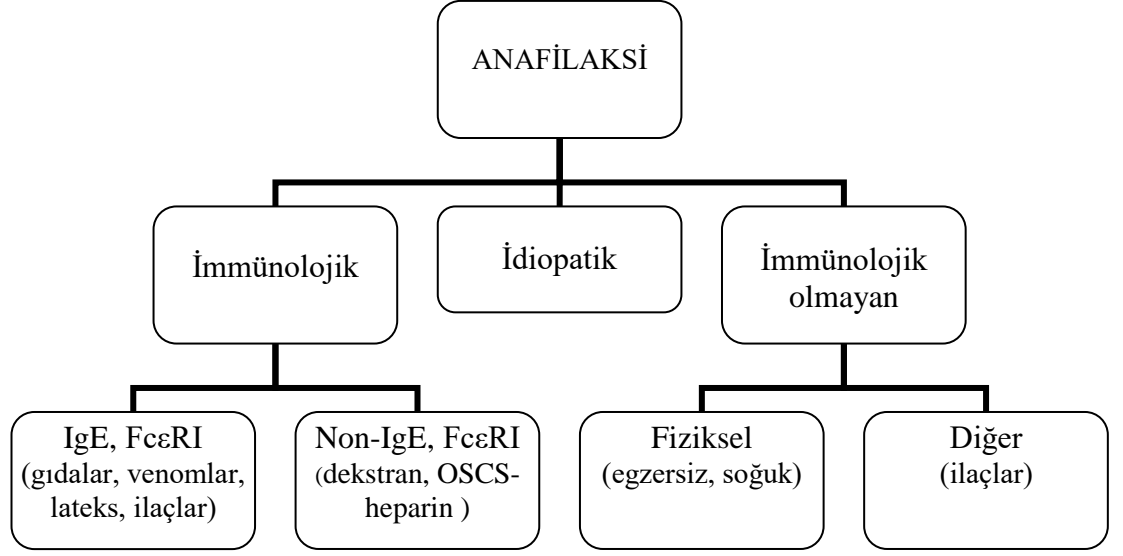 ANAFİLAKSİ
İmmünolojik
İdiopatik
İmmünolojik
olmayan
IgE, FcεRI
(gıdalar, venomlar,
lateks, ilaçlar)
Non-IgE, FcεRI
(dekstran, OSCS-
heparin )
Fiziksel
(egzersiz, soğuk)
Diğer
(ilaçlar)